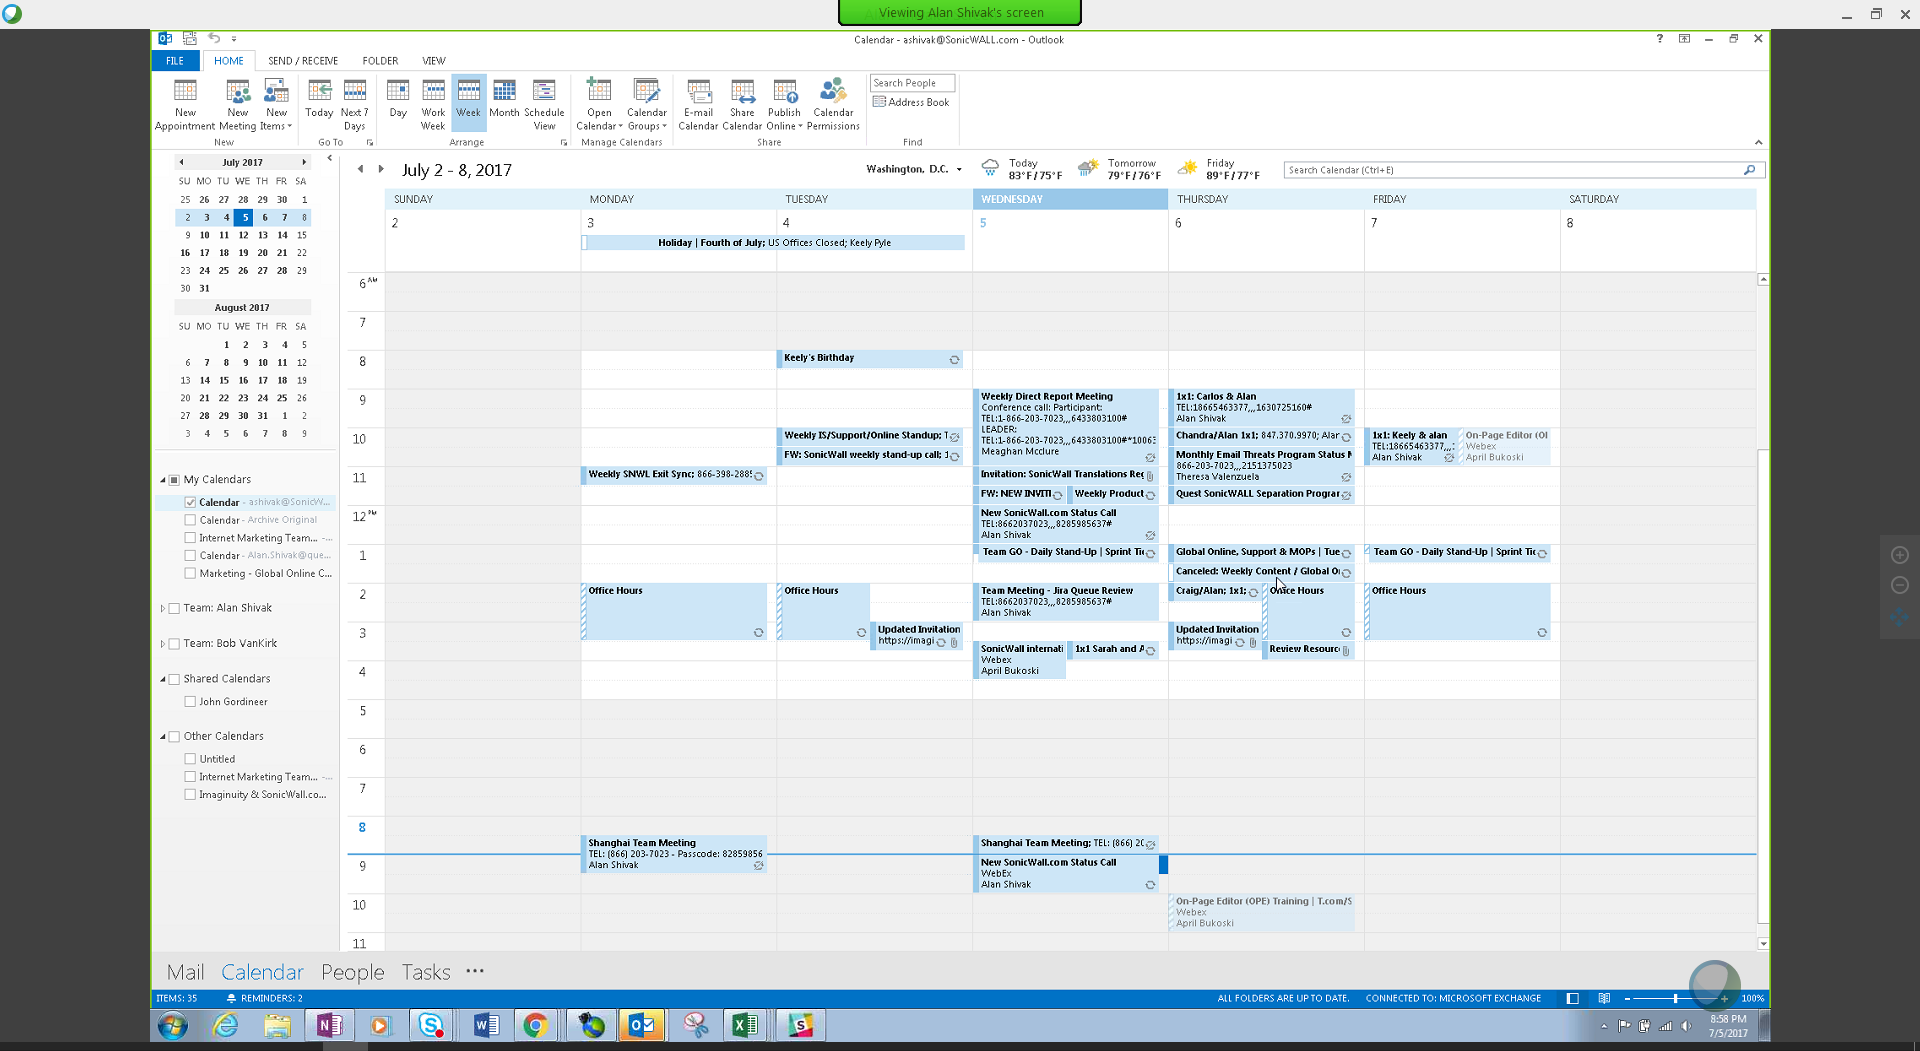 Viewing Alan Shivak's screen
Calendar - ashivak@SonicWALL.com - Outlook
FILE HOME SEND / RECEIVE FOLDER VIEW
New Appointment
New Meeting
New Items
New
Today
Next 7 Days
Go To
Day
Work Week
Week
Month
Schedule View
Arrange
Open Calendar
Calendar Groups
Manage Calendars
E-mail Calendar
Share Calendar
Publish Online
Calendar Permissions
Share
Search People
Address Book
Find
July 2017
SU MO TU WE TH FR SA
25 26 27 28 29 30 1
2 3 4 5 6 7 8
9 10 11 12 13 14 15
16 17 18 19 20 21 22
23 24 25 26 27 28 29
30 31
August 2017
SU MO TU WE TH FR SA
1 2 3 4 5
6 7 8 9 10 11 12
13 14 15 16 17 18 19
20 21 22 23 24 25 26
27 28 29 30 31 1 2
3 4 5 6 7 8 9
My Calendars
Calendar - ashivak@SonicW...
Calendar - Archive Original
Internet Marketing Team... -...
Calendar - Alan.Shivak@que...
Marketing - Global Online C...
Team: Alan Shivak
Team: Bob VanKirk
Shared Calendars
John Gordineer
Other Calendars
Untitled
Internet Marketing Team... -...
Imaginuity & SonicWall.co...
July 2 - 8, 2017
Washington, D.C.
Today
83°F/75°F
Tomorrow
79°F/76°F
Friday
89°F/77°F
Search Calendar (Ctrl+E)
SUNDAY MONDAY TUESDAY WEDNESDAY THURSDAY FRIDAY SATURDAY
2 3 4 5 6 7 8
Holiday | Fourth of July; US Offices Closed; Keely Pyle
6 AM
7
8
9
10
11
12 PM
1
2
3
4
5
6
7
8
9
10
11
Weekly SNWL Exit Sync; 866-398-288
Office Hours
Shanghai Team Meeting
TEL: (866) 203-7023 - Passcode: 82859856
Alan Shivak
Keely's Birthday
Weekly IS/Support/Online Standup; T
FW: SonicWall weekly stand-up call; 1
Office Hours
Updated Invitation
https://imagi
Weekly Direct Report Meeting
Conference call: Participant:
TEL:1-866-203-7023,,,6433803100#
LEADER:
TEL:1-866-203-7023,,,6433803100#*10063
Meaghan Mcclure
Invitation: SonicWall Translations Req
FW: NEW INVITI
Weekly Product
New SonicWall.com Status Call
TEL:8662037023,,,8285985637#
Alan Shivak
Team GO - Daily Stand-Up | Sprint Tic
Team Meeting - Jira Queue Review
TEL:8662037023,,,8285985637#
Alan Shivak
SonicWall internati
Webex
April Bukoski
1x1 Sarah and A
Shanghai Team Meeting; TEL: (866) 20
New SonicWall.com Status Call
WebEx
Alan Shivak
1x1: Carlos & Alan
TEL:18665463377,,,1630725160#
Alan Shivak
Chandra/Alan 1x1; 847.370.9970; Alan
Monthly Email Threats Program Status M
866-203-7023,,,2151375023
Theresa Valenzuela
Quest SonicWALL Separation Program
Global Online, Support & MOPs | Tue
Canceled: Weekly Content / Global O
Craig/Alan; 1x1;
Office Hours
Updated Invitation
https://imagi
Review Resourc
On-Page Editor (OPE) Training | T.com/S
Webex
April Bukoski
1x1: Keely & alan
TEL:18665463377,,,
Alan Shivak
On-Page Editor (OI
Webex
April Bukoski
Team GO - Daily Stand-Up | Sprint Tic
Office Hours
Mail Calendar People Tasks ...
ITEMS: 35 REMINDERS: 2
ALL FOLDERS ARE UP TO DATE. CONNECTED TO: MICROSOFT EXCHANGE 100%
8:58 PM
7/5/2017